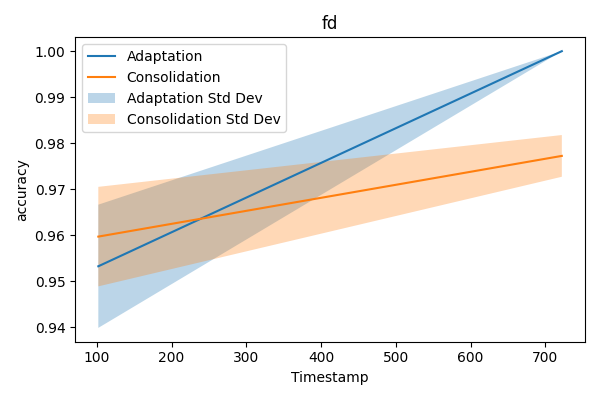 fd
1.00
0.99
0.98
0.97
0.96
0.95
0.94
accuracy
Adaptation
Consolidation
Adaptation Std Dev
Consolidation Std Dev
100 200 300 400 500 600 700
Timestamp